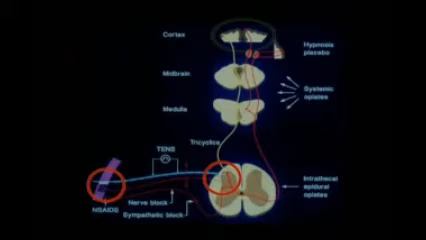 Cortex
Hypnosis
placebo
Midbrain
Systemic
opiates
Medulla
Tricyclics
TENS
Intrathecal
epidural
opiates
NSAIDS
Nerve block
Sympathetic block